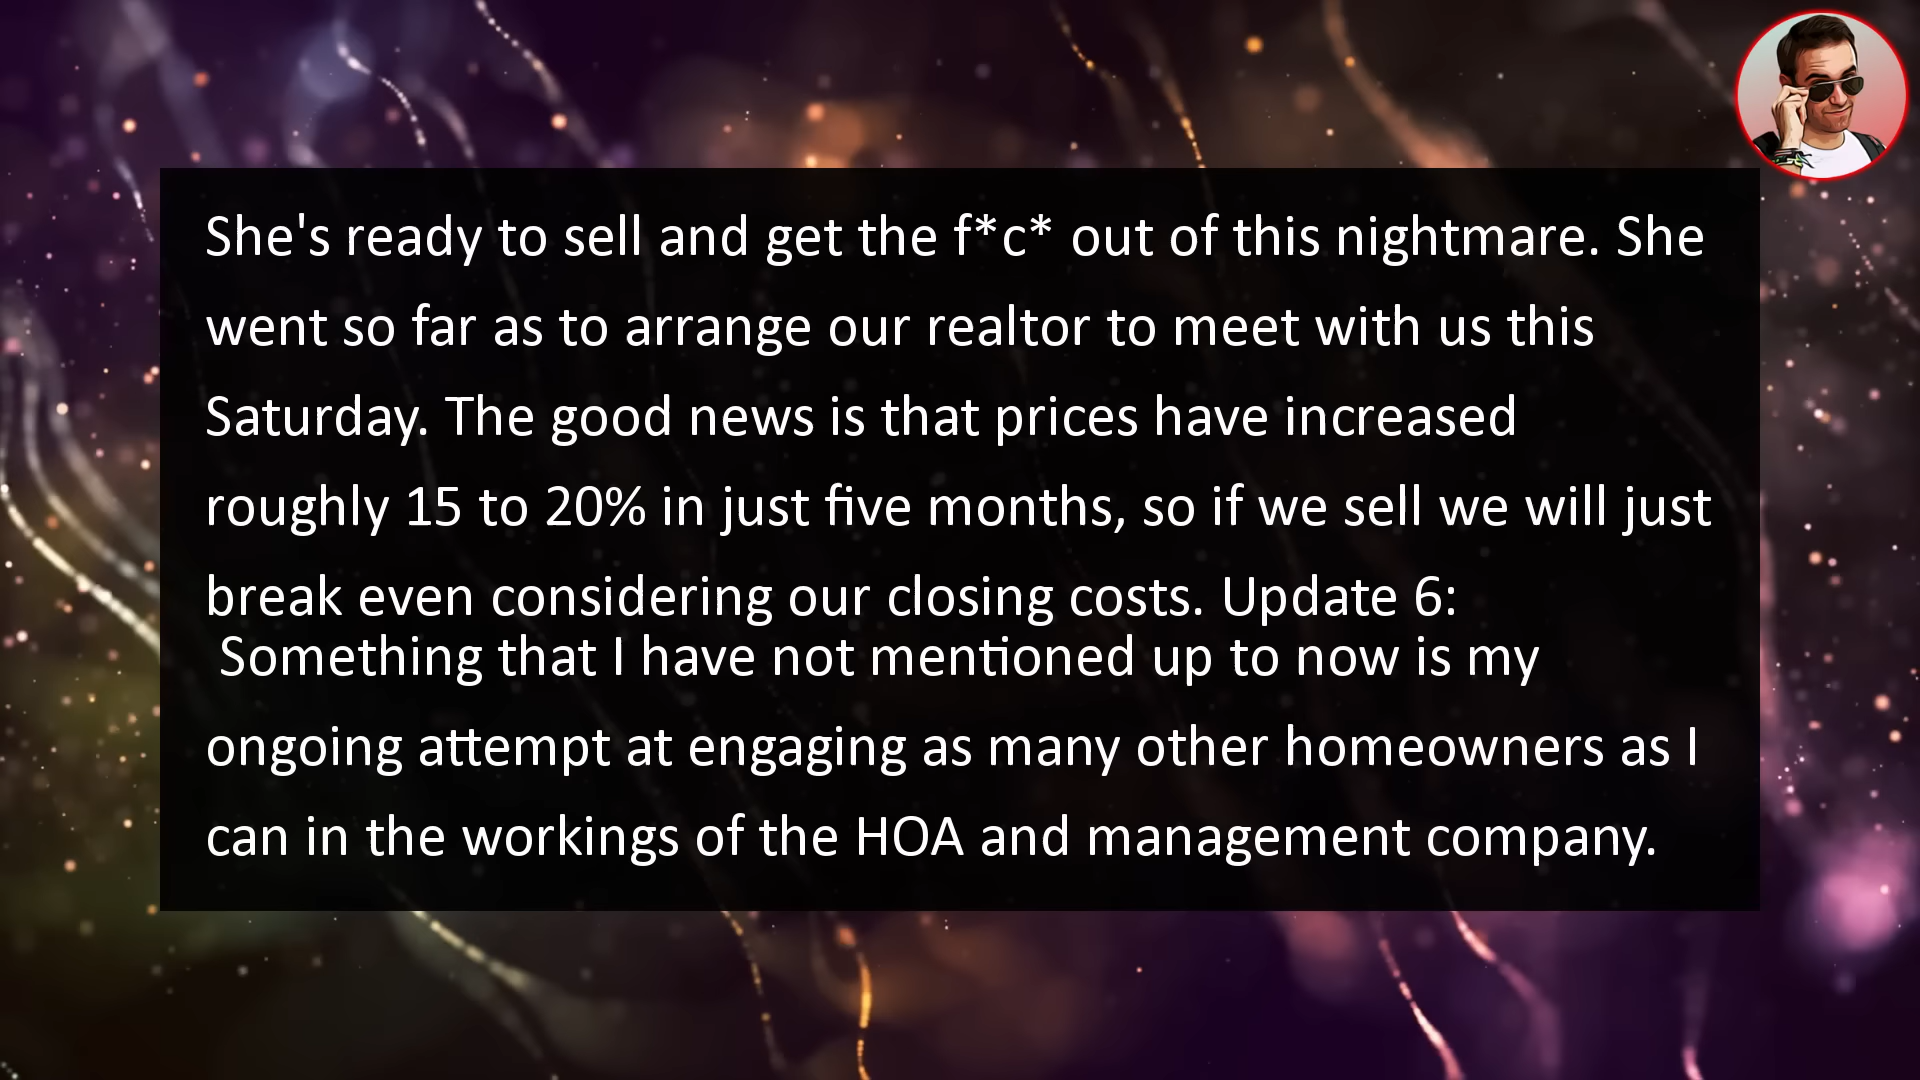 She's ready to sell and get the f*c* out of this nightmare. She
went so far as to arrange our realtor to meet with us this
Saturday. The good news is that prices have increased
roughly 15 to 20% in just five months, so if we sell we will just
break even considering our closing costs. Update 6:
Something that I have not mentioned up to now is my
ongoing attempt at engaging as many other homeowners as I
can in the workings of the HOA and management company.